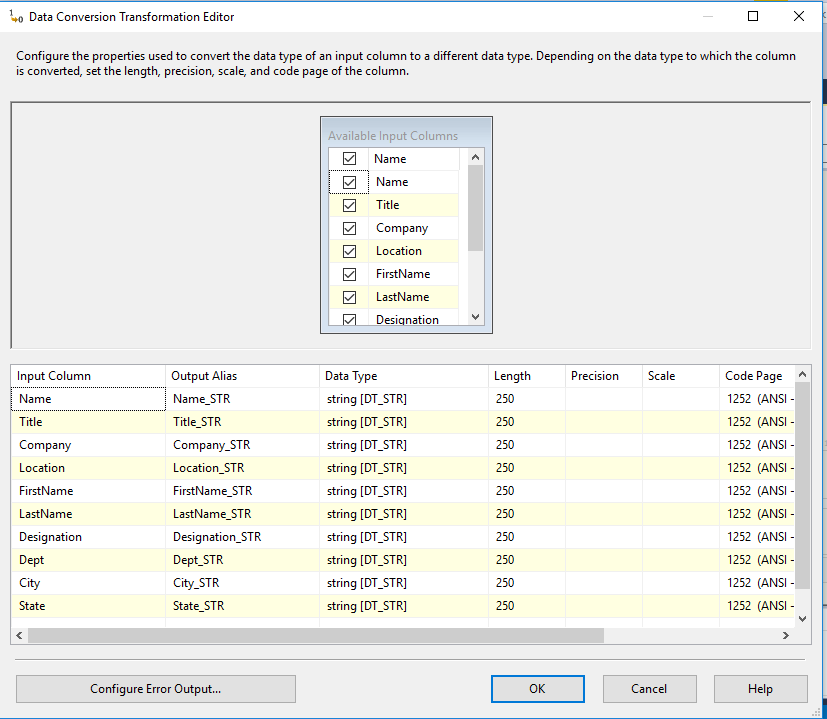 Data Conversion Transformation Editor
Configure the properties used to convert the data type of an input column to a different data type. Depending on the data type to which the column
is converted, set the length, precision, scale, and code page of the column.
Available Input Columns
Name
Name
Title
Company
Location
FirstName
LastName
Designation
Input Column Output Alias Data Type Length Precision Scale Code Page
Name Name_STR string [DT_STR] 250 1252 (ANSI -
Title Title_STR string [DT_STR] 250 1252 (ANSI -
Company Company_STR string [DT_STR] 250 1252 (ANSI -
Location Location_STR string [DT_STR] 250 1252 (ANSI -
FirstName FirstName_STR string [DT_STR] 250 1252 (ANSI -
LastName LastName_STR string [DT_STR] 250 1252 (ANSI -
Designation Designation_STR string [DT_STR] 250 1252 (ANSI -
Dept Dept_STR string [DT_STR] 250 1252 (ANSI -
City City_STR string [DT_STR] 250 1252 (ANSI -
State State_STR string [DT_STR] 250 1252 (ANSI -
Configure Error Output... OK Cancel Help